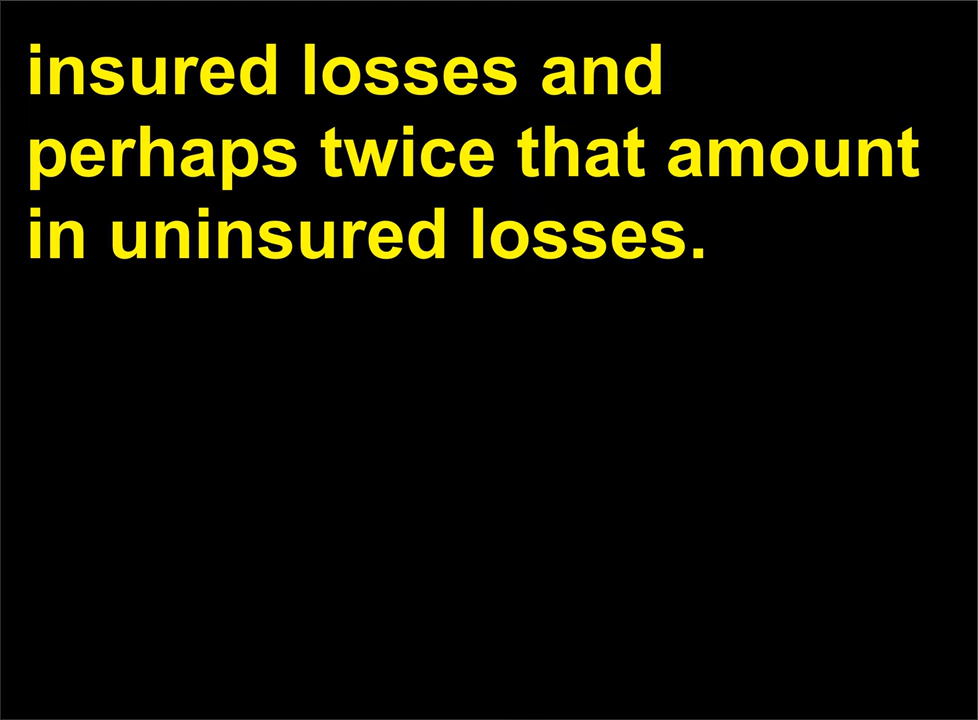 insured losses and
perhaps twice that amount
in uninsured losses.